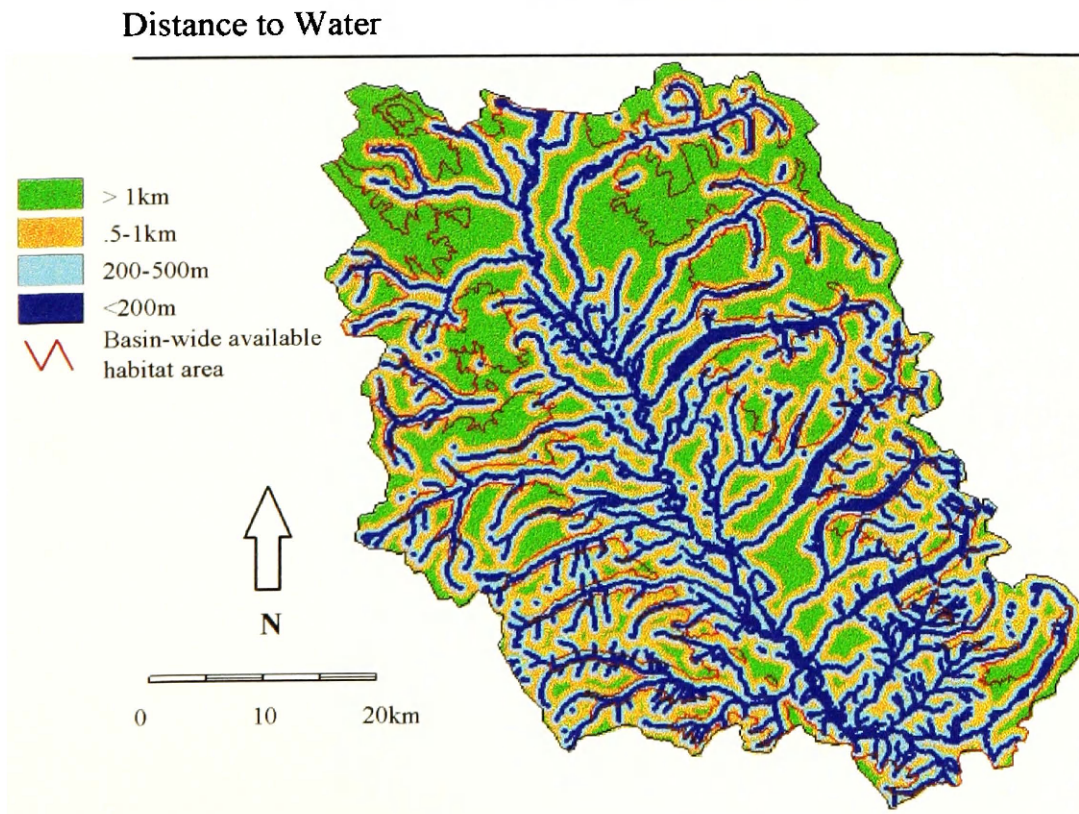 Distance to Water
> 1km
.5-1km
200-500m
<200m
Basin-wide available
habitat area
N
0 10 20km